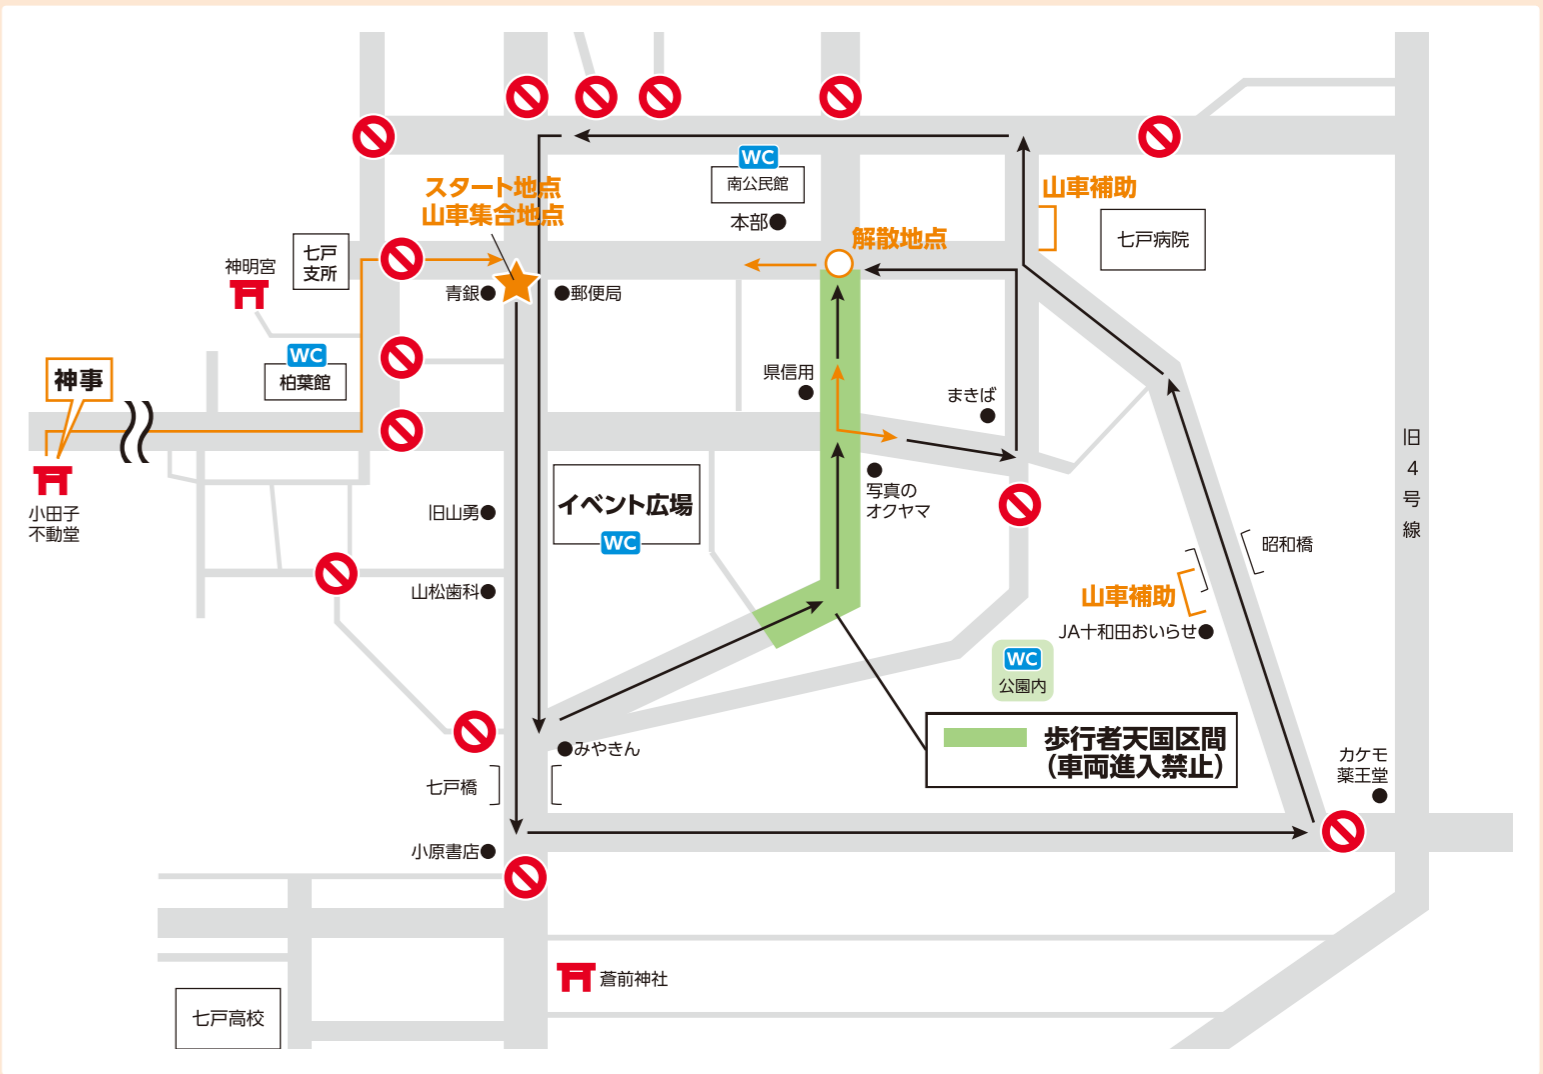 WC
南公民館
本部
スタート地点
山車集合地点
山車補助
七戸病院
解散地点
七戸
支所
神明宮
青銀
郵便局
WC
柏葉館
神事
県信用
まきば
小田子
不動堂
旧山勇
イベント広場
WC
写真の
オクヤマ
旧4号線
昭和橋
山松歯科
山車補助
JA十和田おいらせ
WC
公園内
歩行者天国区間
(車両進入禁止)
みやきん
七戸橋
カケモ
薬王堂
小原書店
蒼前神社
七戸高校